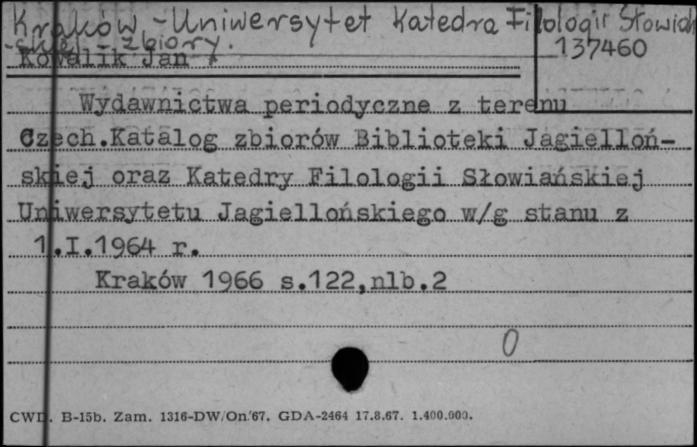 Kraków - Uniwersytet Katedra Filologii Słowiań
-skiej - zbiory.
137460
Kowalik Jan
Wydawnictwa periodyczne z terenu
Czech.Katalog zbiorów Biblioteki Jagielloń-
skiej oraz Katedry Filologii Słowiańskiej
Uniwersytetu Jagiellońskiego w/g stanu z
1.I.1964 r.
Kraków 1966 s.122,nlb.2
0
CWD. B-15b. Zam. 1316-DW/On/67. GDA-2464 17.8.67. 1.400.000.